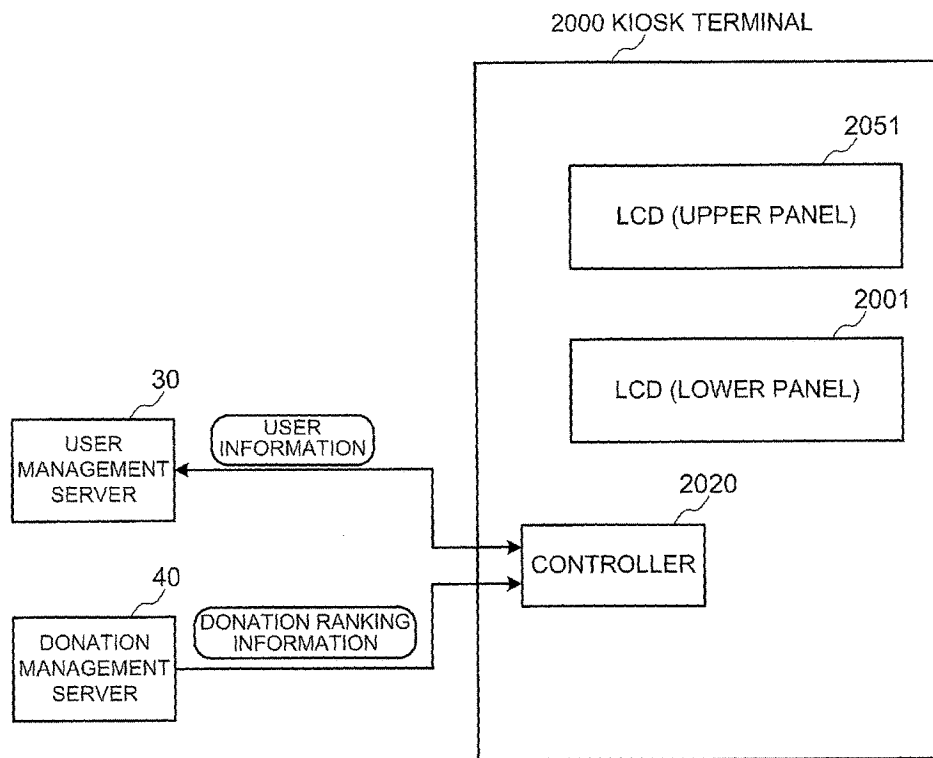 2000 KIOSK TERMINAL
2051
LCD (UPPER PANEL)
2001
LCD (LOWER PANEL)
30
USER
MANAGEMENT
SERVER
USER
INFORMATION
2020
CONTROLLER
40
DONATION
MANAGEMENT
SERVER
DONATION RANKING
INFORMATION